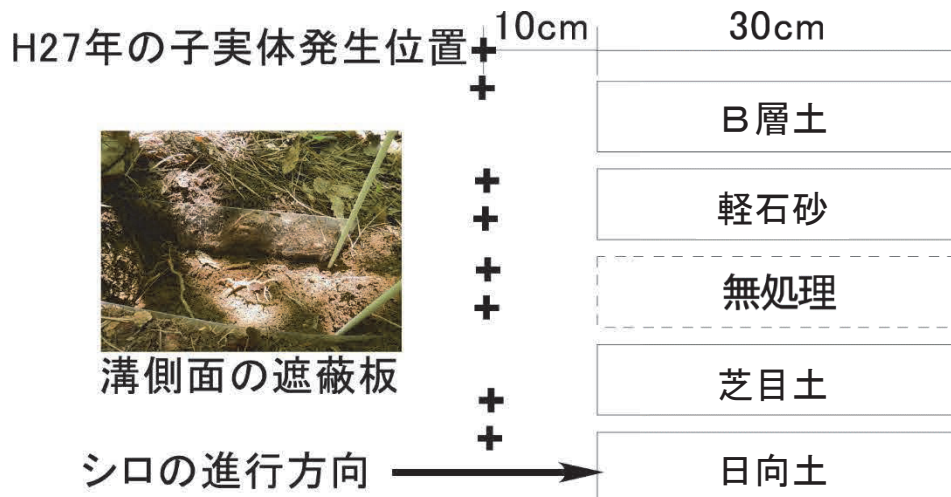 10cm 30cm
H27年の子実体発生位置
B層土
軽石砂
無処理
芝目土
溝側面の遮蔽板
シロの進行方向
日向土